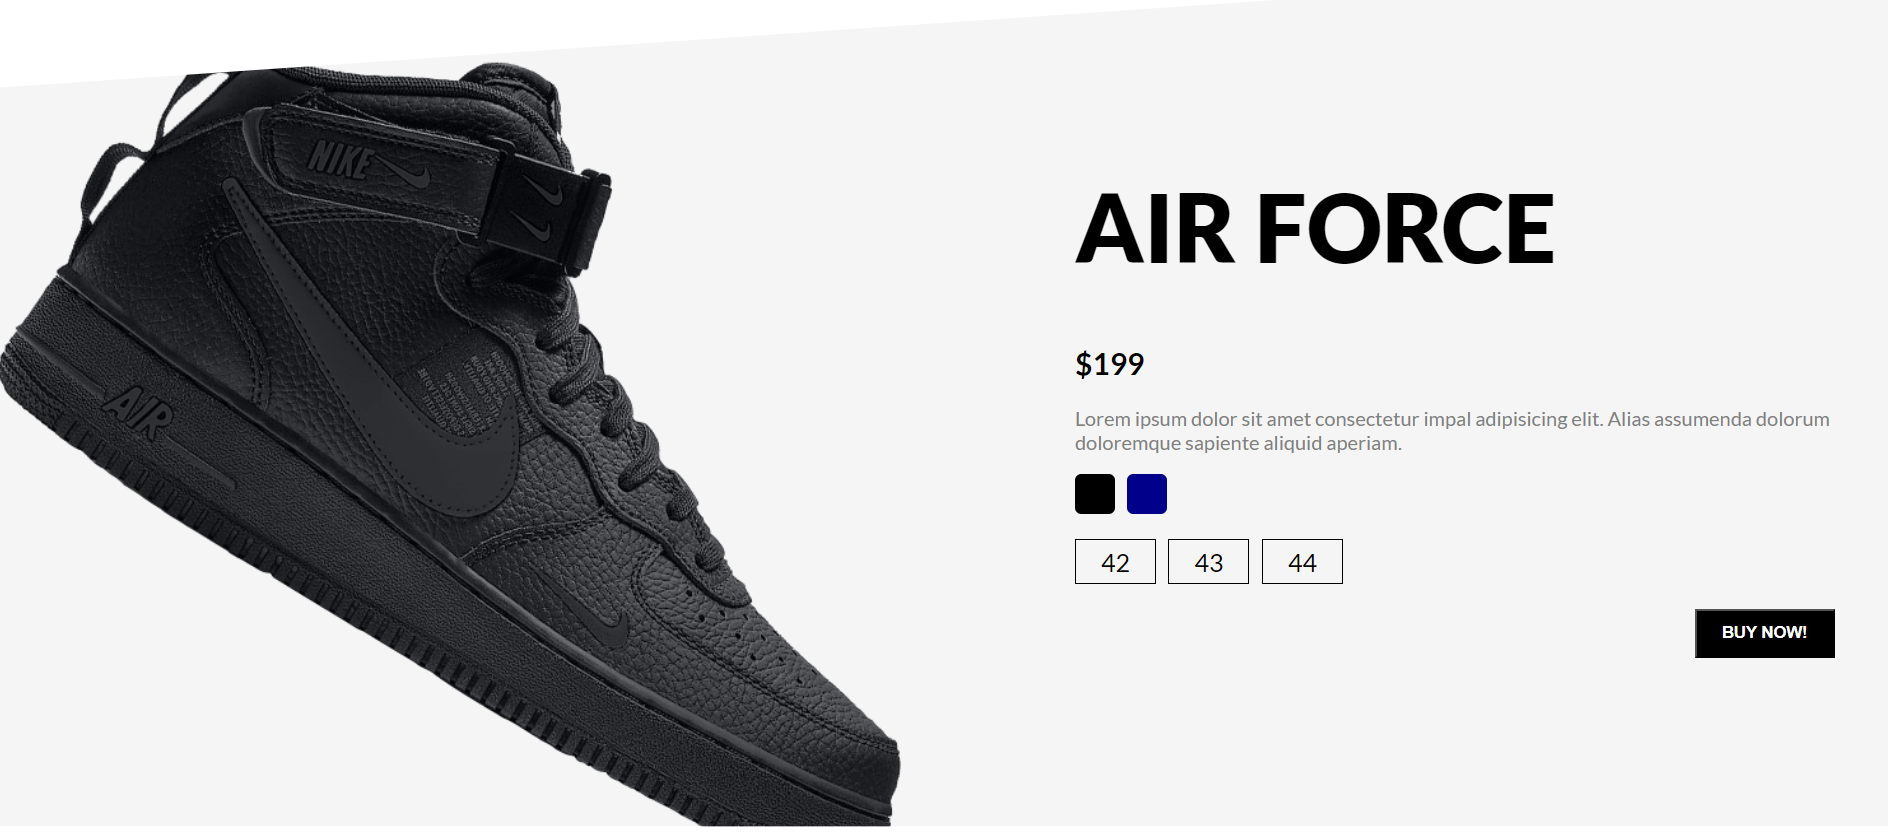 NIKE
AIR
AIR FORCE
$199
Lorem ipsum dolor sit amet consectetur impal adipisicing elit. Alias assumenda dolorum
doloremque sapiente aliquid aperiam.
42 43 44
BUY NOW!